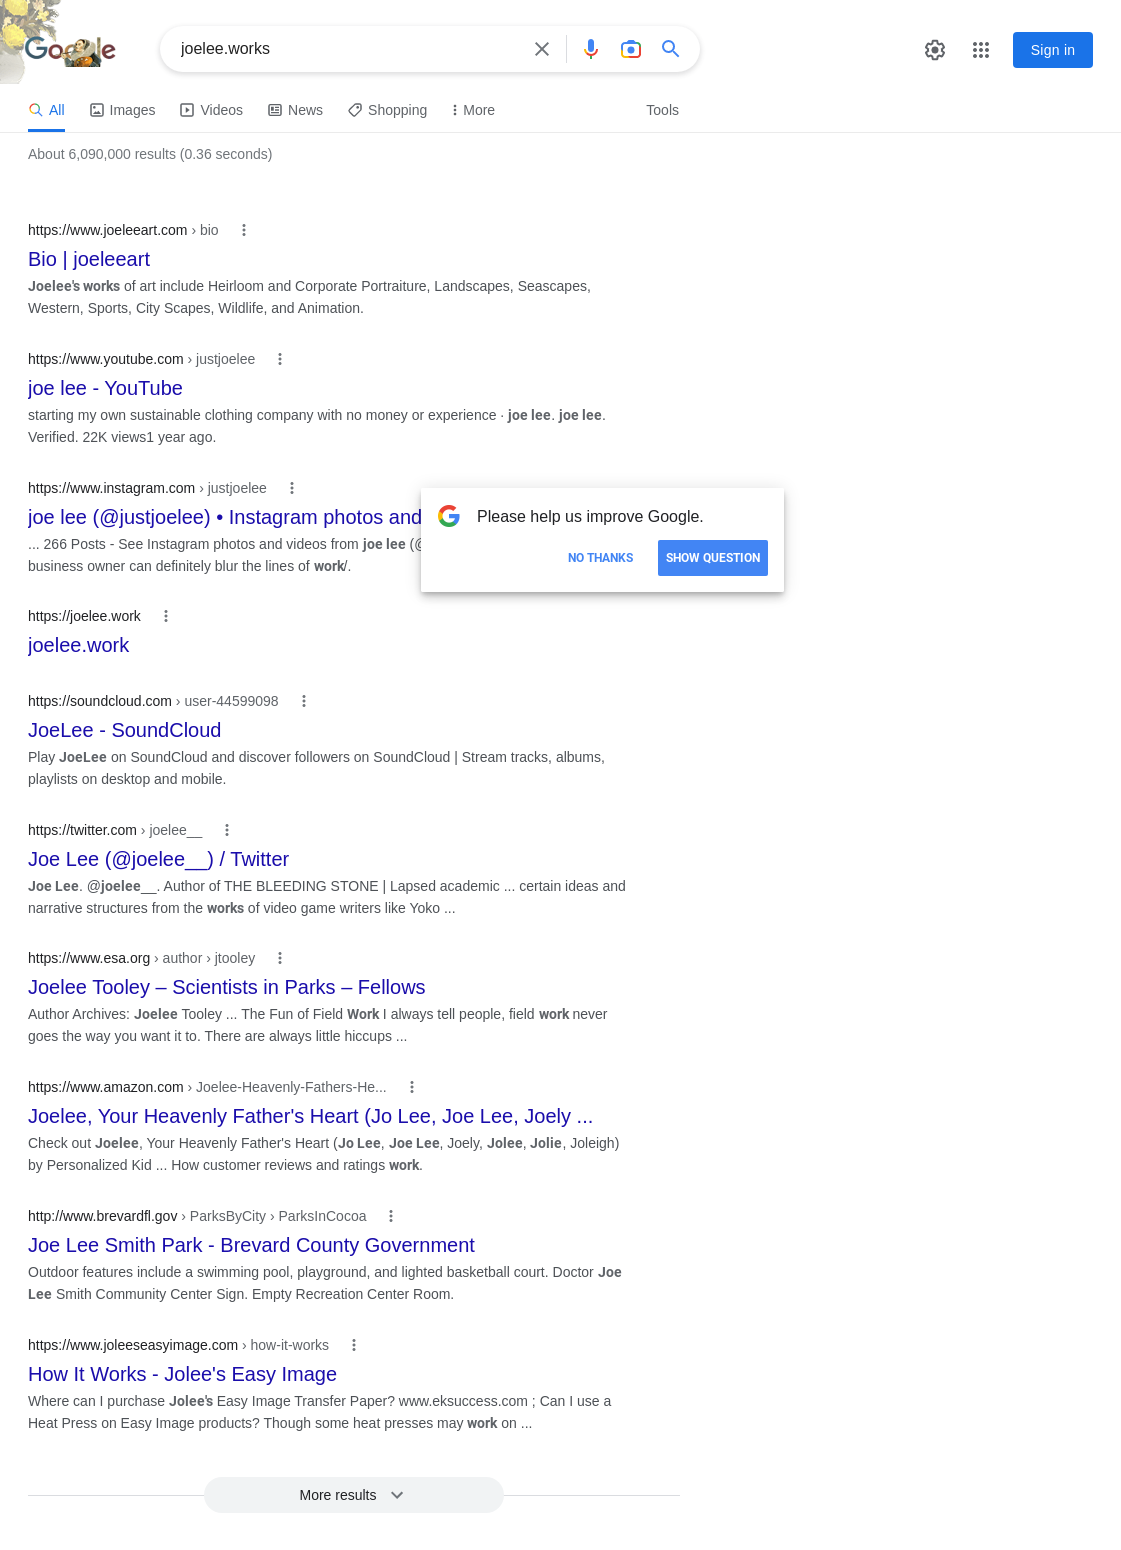 Google
joelee.works
Sign in
All
Images
Videos
News
Shopping
More
Tools
About 6,090,000 results (0.36 seconds)
https://www.joeleeart.com › bio
Bio | joeleeart
Joelee's works of art include Heirloom and Corporate Portraiture, Landscapes, Seascapes,
Western, Sports, City Scapes, Wildlife, and Animation.
https://www.youtube.com › justjoelee
joe lee - YouTube
starting my own sustainable clothing company with no money or experience · joe lee. joe lee.
Verified. 22K views1 year ago.
https://www.instagram.com › justjoelee
joe lee (@justjoelee) • Instagram photos and
... 266 Posts - See Instagram photos and videos from joe lee (@
business owner can definitely blur the lines of work/.
Please help us improve Google.
NO THANKS
SHOW QUESTION
https://joelee.work
joelee.work
https://soundcloud.com › user-44599098
JoeLee - SoundCloud
Play JoeLee on SoundCloud and discover followers on SoundCloud | Stream tracks, albums,
playlists on desktop and mobile.
https://twitter.com › joelee__
Joe Lee (@joelee__) / Twitter
Joe Lee. @joelee__. Author of THE BLEEDING STONE | Lapsed academic ... certain ideas and
narrative structures from the works of video game writers like Yoko ...
https://www.esa.org › author › jtooley
Joelee Tooley – Scientists in Parks – Fellows
Author Archives: Joelee Tooley ... The Fun of Field Work I always tell people, field work never
goes the way you want it to. There are always little hiccups ...
https://www.amazon.com › Joelee-Heavenly-Fathers-He...
Joelee, Your Heavenly Father's Heart (Jo Lee, Joe Lee, Joely ...
Check out Joelee, Your Heavenly Father's Heart (Jo Lee, Joe Lee, Joely, Jolee, Jolie, Joleigh)
by Personalized Kid ... How customer reviews and ratings work.
http://www.brevardfl.gov › ParksByCity › ParksInCocoa
Joe Lee Smith Park - Brevard County Government
Outdoor features include a swimming pool, playground, and lighted basketball court. Doctor Joe
Lee Smith Community Center Sign. Empty Recreation Center Room.
https://www.joleeseasyimage.com › how-it-works
How It Works - Jolee's Easy Image
Where can I purchase Jolee's Easy Image Transfer Paper? www.eksuccess.com ; Can I use a
Heat Press on Easy Image products? Though some heat presses may work on ...
More results